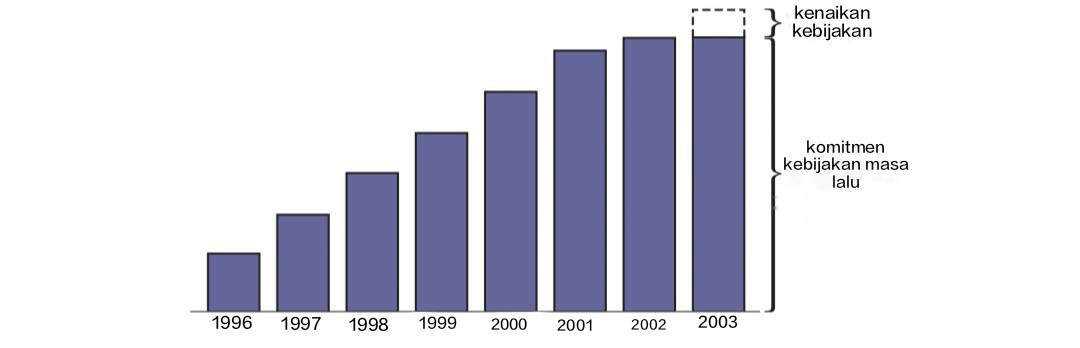 kenaikan
kebijakan
komitmen
kebijakan masa
lalu
1996 1997 1998 1999 2000 2001 2002 2003